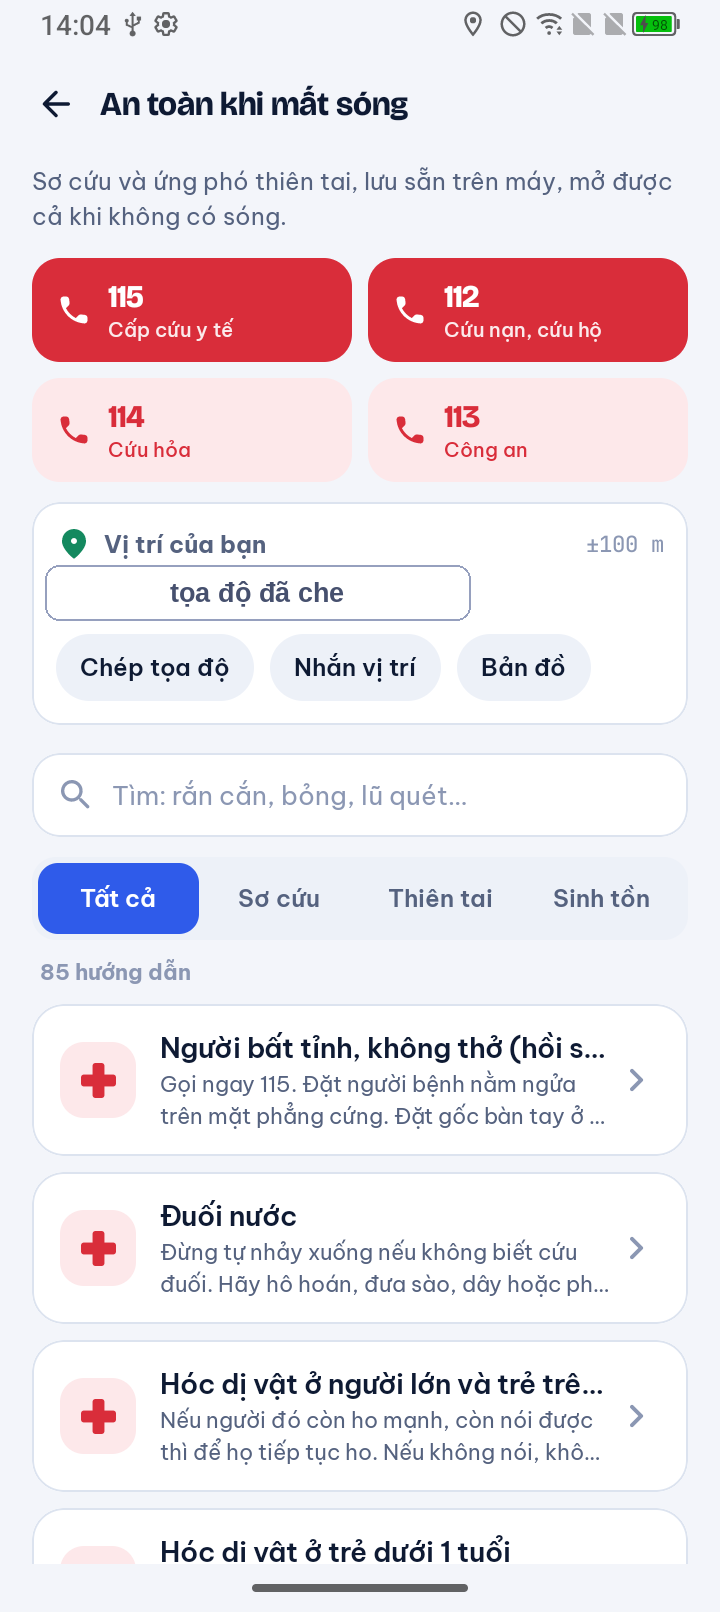 14:04
98
An toàn khi mất sóng
Sơ cứu và ứng phó thiên tai, lưu sẵn trên máy, mở được
cả khi không có sóng.
115
Cấp cứu y tế
112
Cứu nạn, cứu hộ
114
Cứu hỏa
113
Công an
Vị trí của bạn
±100 m
tọa độ đã che
Chép tọa độ
Nhắn vị trí
Bản đồ
Tìm: rắn cắn, bỏng, lũ quét...
Tất cả
Sơ cứu
Thiên tai
Sinh tồn
85 hướng dẫn
Người bất tỉnh, không thở (hồi s...
Gọi ngay 115. Đặt người bệnh nằm ngửa
trên mặt phẳng cứng. Đặt gốc bàn tay ở ...
Đuối nước
Đừng tự nhảy xuống nếu không biết cứu
đuối. Hãy hô hoán, đưa sào, dây hoặc ph...
Hóc dị vật ở người lớn và trẻ trê...
Nếu người đó còn ho mạnh, còn nói được
thì để họ tiếp tục ho. Nếu không nói, khô...
Hóc dị vật ở trẻ dưới 1 tuổi